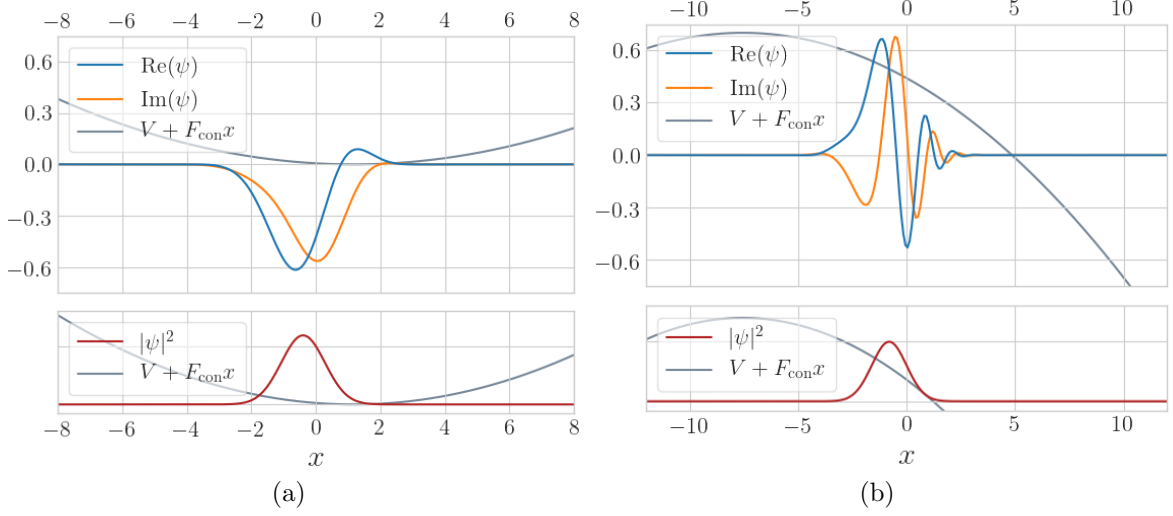 −8 −6 −4 −2 0 2 4 6 8
0.6
0.3
0.0
−0.3
−0.6
Re(ψ)
Im(ψ)
V + F_con x
|ψ|²
V + F_con x
−8 −6 −4 −2 0 2 4 6 8
x
(a)
−10 −5 0 5 10
0.6
0.3
0.0
−0.3
−0.6
Re(ψ)
Im(ψ)
V + F_con x
|ψ|²
V + F_con x
−10 −5 0 5 10
x
(b)